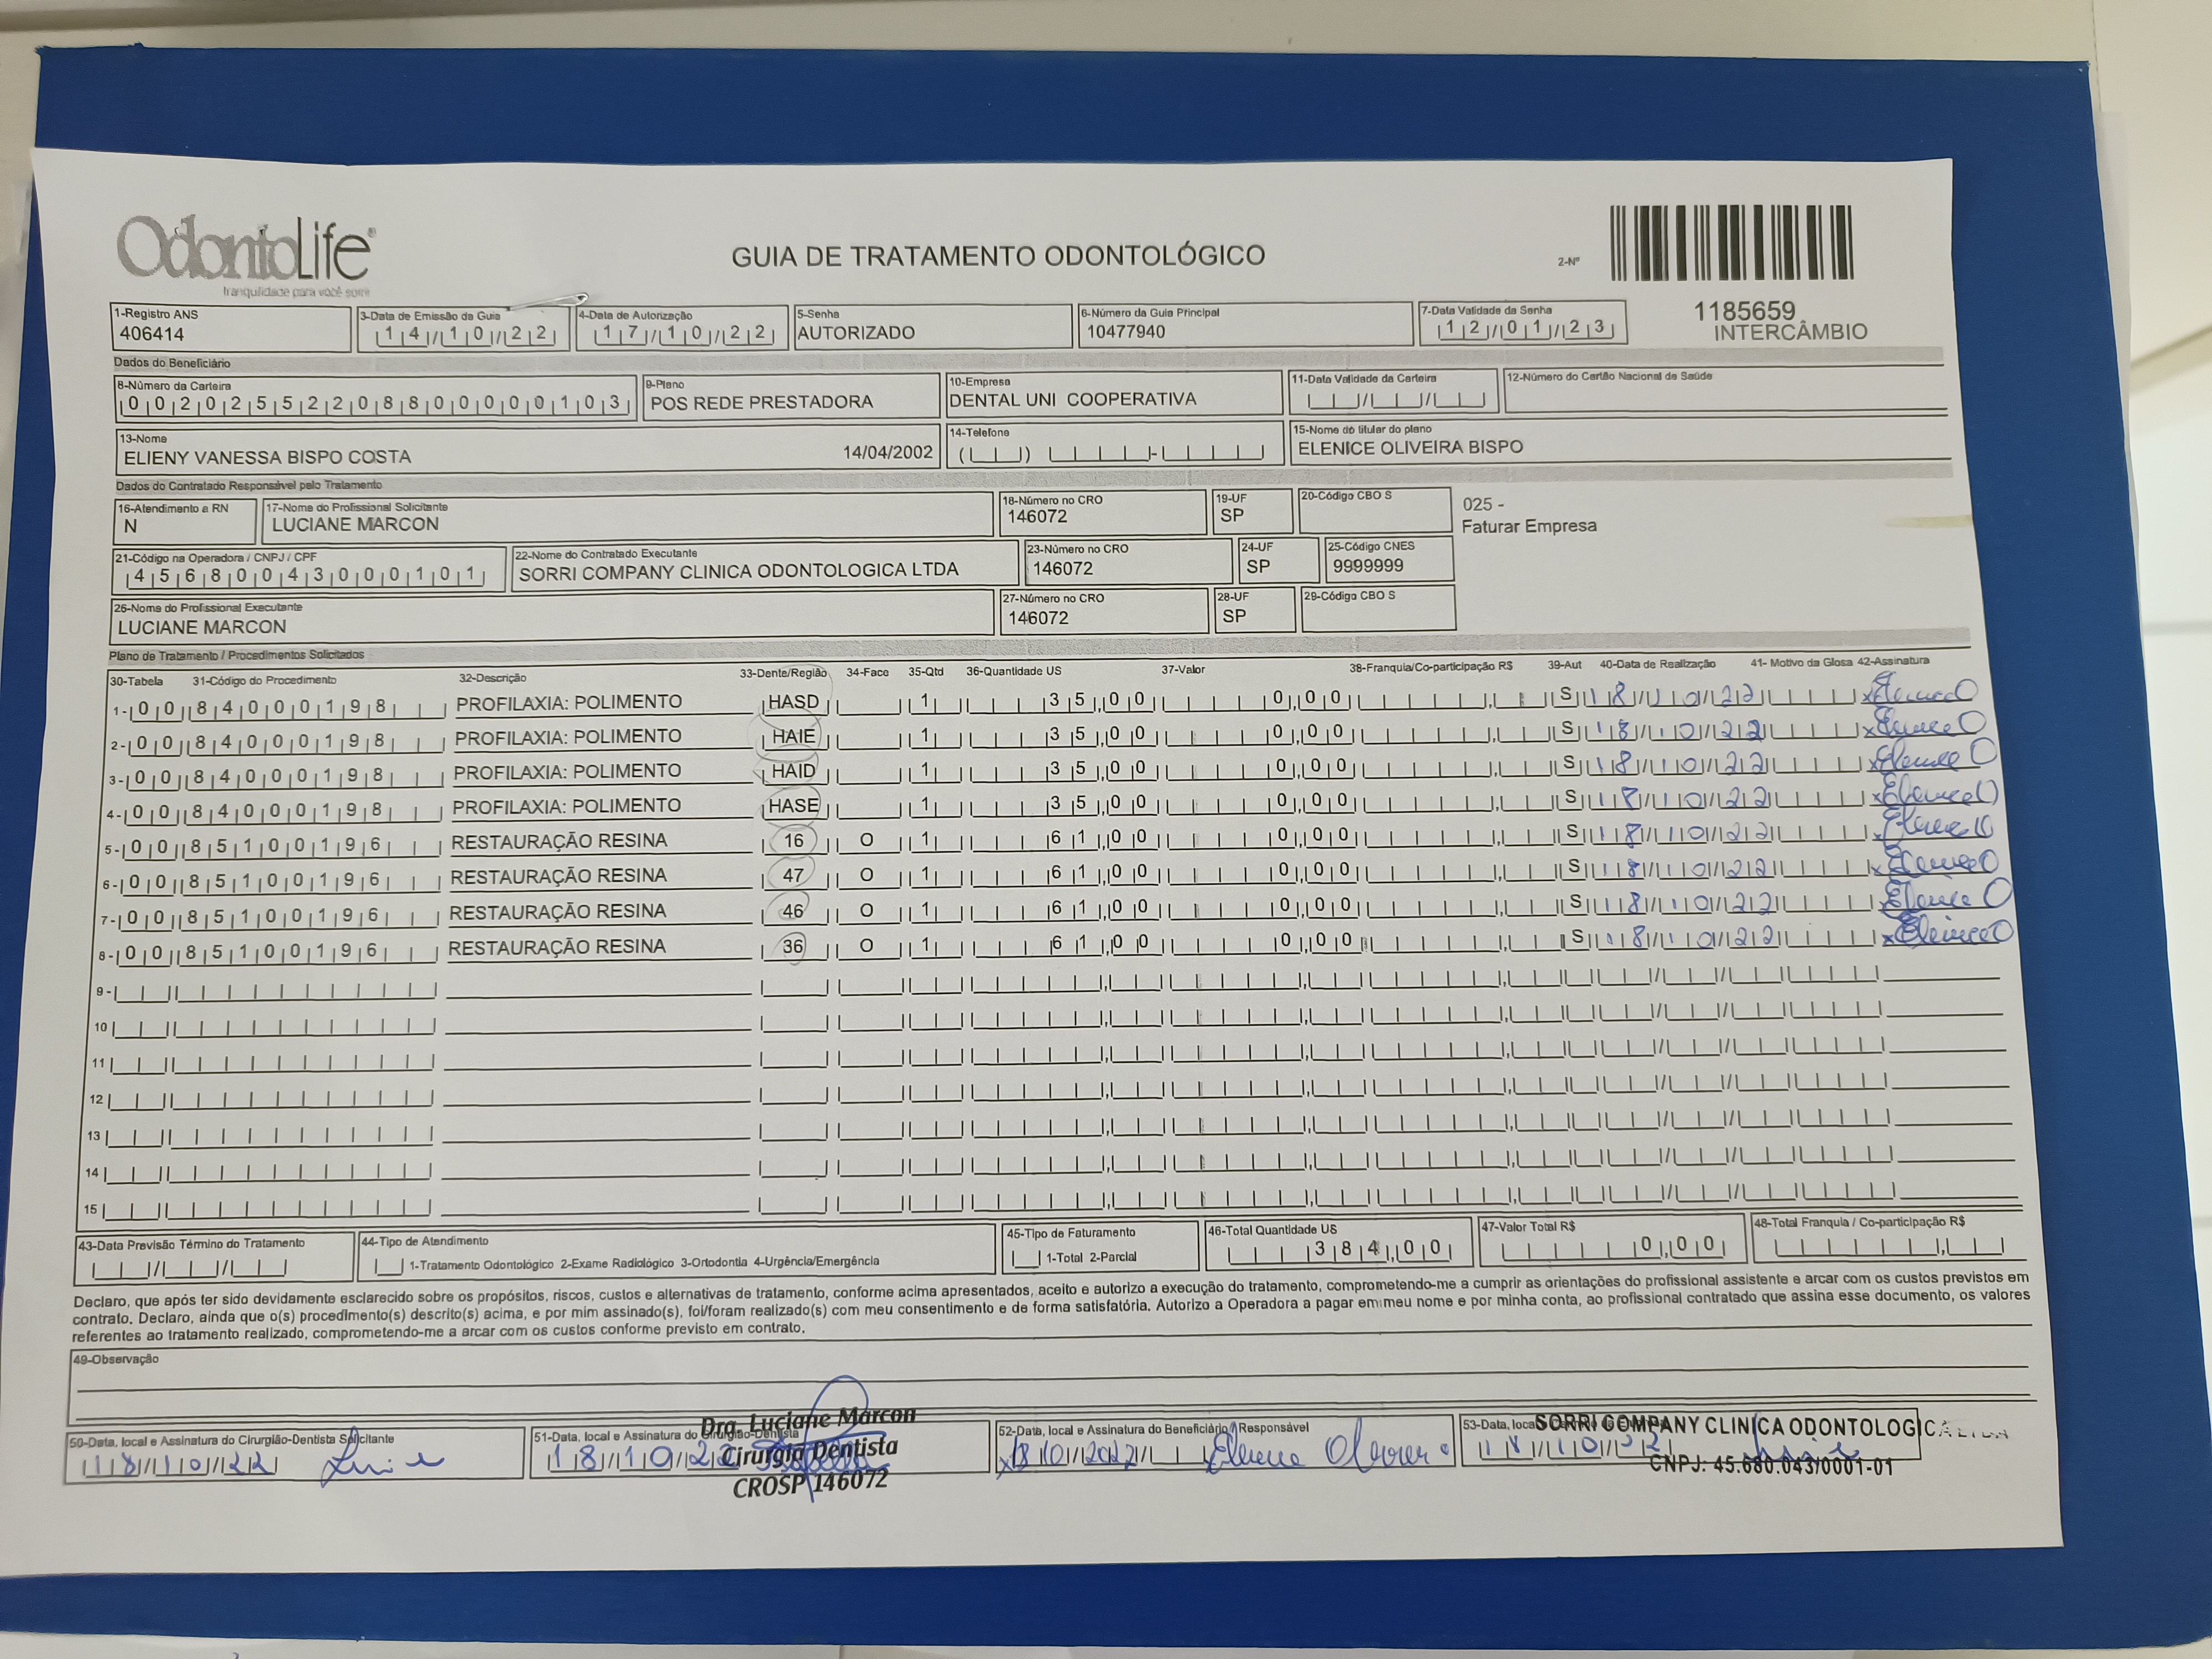 OdontoLife®
tranquilidade para você sorrir
GUIA DE TRATAMENTO ODONTOLÓGICO
2-Nº
1185659
INTERCÂMBIO
1-Registro ANS
406414
3-Data de Emissão da Guia
14/10/22
4-Data de Autorização
17/10/22
5-Senha
AUTORIZADO
6-Número da Guia Principal
10477940
7-Data Validade da Senha
12/01/23
Dados do Beneficiário
8-Número da Carteira
00202552208800000103
9-Plano
POS REDE PRESTADORA
10-Empresa
DENTAL UNI COOPERATIVA
11-Data Validade da Carteira
12-Número do Cartão Nacional de Saúde
13-Nome
ELIENY VANESSA BISPO COSTA 14/04/2002
14-Telefone
15-Nome do titular do plano
ELENICE OLIVEIRA BISPO
Dados do Contratado Responsável pelo Tratamento
16-Atendimento a RN
N
17-Nome do Profissional Solicitante
LUCIANE MARCON
18-Número no CRO
146072
19-UF
SP
20-Código CBO S
025 -
Faturar Empresa
21-Código na Operadora / CNPJ / CPF
45680043000101
22-Nome do Contratado Executante
SORRI COMPANY CLINICA ODONTOLOGICA LTDA
23-Número no CRO
146072
24-UF
SP
25-Código CNES
9999999
26-Nome do Profissional Executante
LUCIANE MARCON
27-Número no CRO
146072
28-UF
SP
29-Código CBO S
Plano de Tratamento / Procedimentos Solicitados
30-Tabela 31-Código do Procedimento 32-Descrição 33-Dente/Região 34-Face 35-Qtd 36-Quantidade US 37-Valor 38-Franquia/Co-participação R$ 39-Aut 40-Data de Realização 41- Motivo da Glosa 42-Assinatura
1- 00 84000198 PROFILAXIA: POLIMENTO HASD 1 35,00 0,00 S 18/10/22 x Elenice O
2- 00 84000198 PROFILAXIA: POLIMENTO HAIE 1 35,00 0,00 S 18/10/22 x Elenice O
3- 00 84000198 PROFILAXIA: POLIMENTO HAID 1 35,00 0,00 S 18/10/22 x Elenice O
4- 00 84000198 PROFILAXIA: POLIMENTO HASE 1 35,00 0,00 S 18/10/22 x Elenice O
5- 00 85100196 RESTAURAÇÃO RESINA 16 O 1 61,00 0,00 S 18/10/22 x Elenice O
6- 00 85100196 RESTAURAÇÃO RESINA 47 O 1 61,00 0,00 S 18/10/22 x Elenice O
7- 00 85100196 RESTAURAÇÃO RESINA 46 O 1 61,00 0,00 S 18/10/22 x Elenice O
8- 00 85100196 RESTAURAÇÃO RESINA 36 O 1 61,00 0,00 S 18/10/22 x Elenice O
9-
10
11
12
13
14
15
43-Data Previsão Término do Tratamento
44-Tipo de Atendimento
1-Tratamento Odontológico 2-Exame Radiológico 3-Ortodontia 4-Urgência/Emergência
45-Tipo de Faturamento
1-Total 2-Parcial
46-Total Quantidade US
384,00
47-Valor Total R$
0,00
48-Total Franquia / Co-participação R$
Declaro, que após ter sido devidamente esclarecido sobre os propósitos, riscos, custos e alternativas de tratamento, conforme acima apresentados, aceito e autorizo a execução do tratamento, comprometendo-me a cumprir as orientações do profissional assistente e arcar com os custos previstos em
contrato. Declaro, ainda que o(s) procedimento(s) descrito(s) acima, e por mim assinado(s), foi/foram realizado(s) com meu consentimento e de forma satisfatória. Autorizo a Operadora a pagar em meu nome e por minha conta, ao profissional contratado que assina esse documento, os valores
referentes ao tratamento realizado, comprometendo-me a arcar com os custos conforme previsto em contrato.
49-Observação
50-Data, local e Assinatura do Cirurgião-Dentista Solicitante
18/10/22
51-Data, local e Assinatura do Cirurgião-Dentista
18/10/22
Dra. Luciane Marcon
Cirurgiã Dentista
CROSP 146072
52-Data, local e Assinatura do Beneficiário / Responsável
x 18/10/2022 Elenice Oliveira
53-Data, loca
18/10/22
SORRI COMPANY CLINICA ODONTOLOGICA LTDA
CNPJ: 45.680.043/0001-01